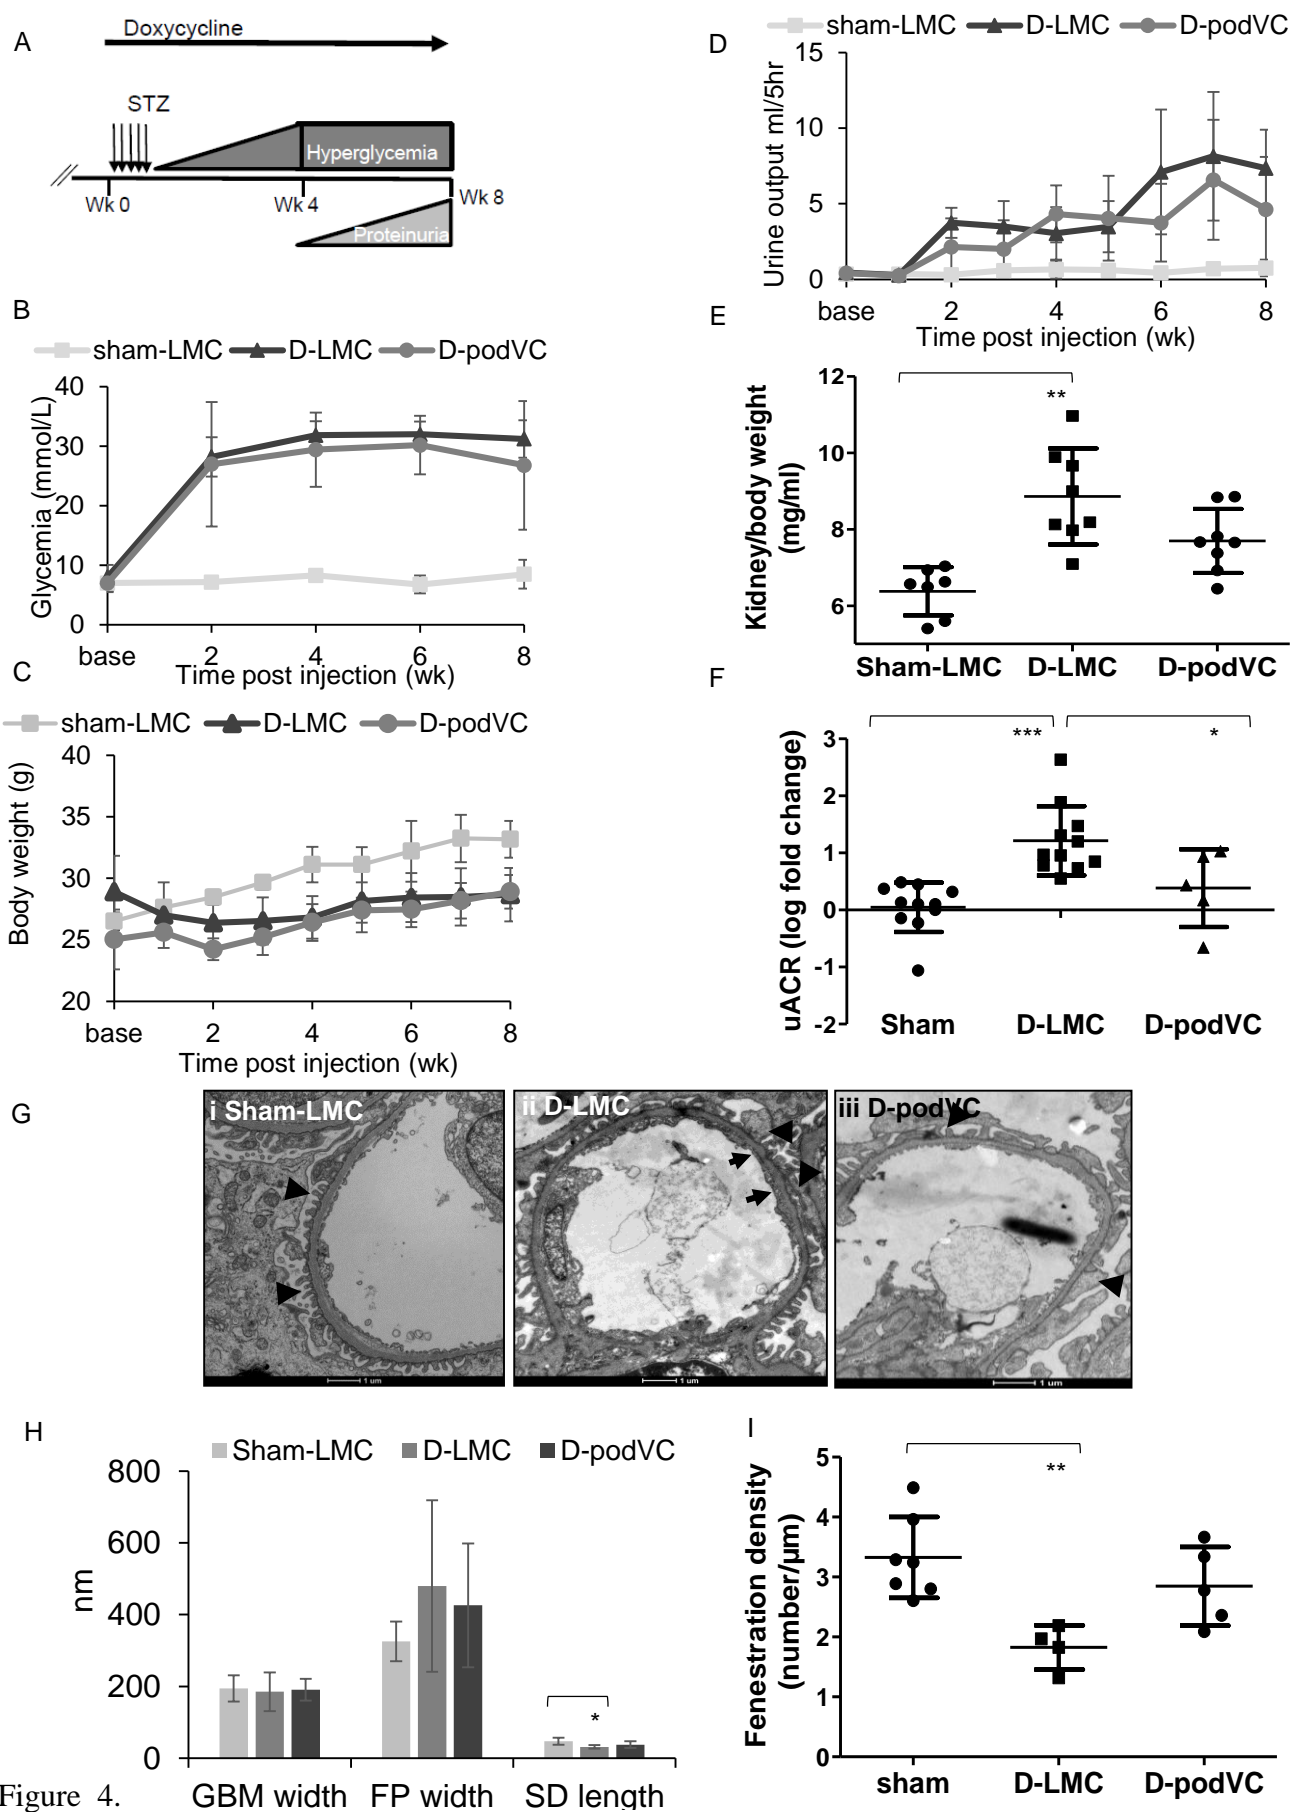 A
Doxycycline
STZ
Hyperglycemia
Wk 0
Wk 4
Wk 8
Proteinuria
B
sham-LMC D-LMC D-podVC
Glycemia (mmol/L)
40
30
20
10
0
base 2 4 6 8
Time post injection (wk)
C
sham-LMC D-LMC D-podVC
Body weight (g)
40
35
30
25
20
base 2 4 6 8
Time post injection (wk)
D
sham-LMC D-LMC D-podVC
Urine output ml/5hr
15
10
5
0
base 2 4 6 8
Time post injection (wk)
E
Kidney/body weight
(mg/ml)
12
10
8
6
**
Sham-LMC D-LMC D-podVC
F
uACR (log fold change)
3
2
1
0
-1
-2
***
*
Sham D-LMC D-podVC
G
i Sham-LMC
ii D-LMC
iii D-podVC
1 um
1 um
1 um
H
Sham-LMC D-LMC D-podVC
nm
800
600
400
200
0
*
GBM width FP width SD length
I
Fenestration density
(number/μm)
5
4
3
2
1
0
**
sham D-LMC D-podVC
Figure 4.